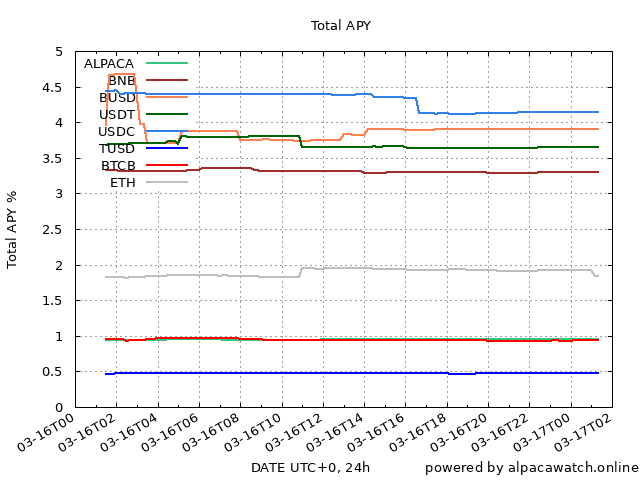 Total APY
5
4.5
4
3.5
3
2.5
2
1.5
1
0.5
0
Total APY %
ALPACA
BNB
BUSD
USDT
USDC
TUSD
BTCB
ETH
03-16T00
03-16T02
03-16T04
03-16T06
03-16T08
03-16T10
03-16T12
03-16T14
03-16T16
03-16T18
03-16T20
03-16T22
03-17T00
03-17T02
DATE UTC+0, 24h
powered by alpacawatch.online